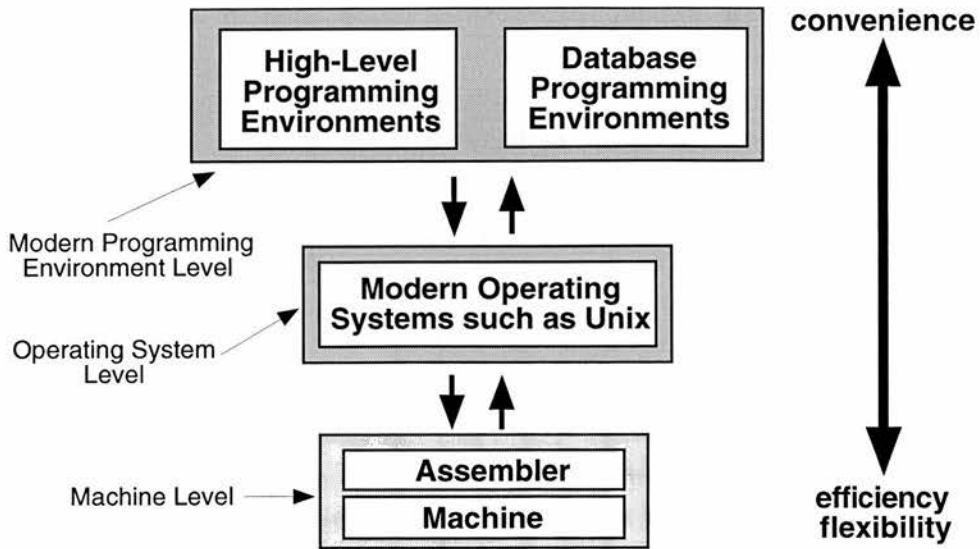 convenience
High-Level
Programming
Environments
Database
Programming
Environments
Modern Programming
Environment Level
Modern Operating
Systems such as Unix
Operating System
Level
Assembler
Machine Level
Machine
efficiency
flexibility